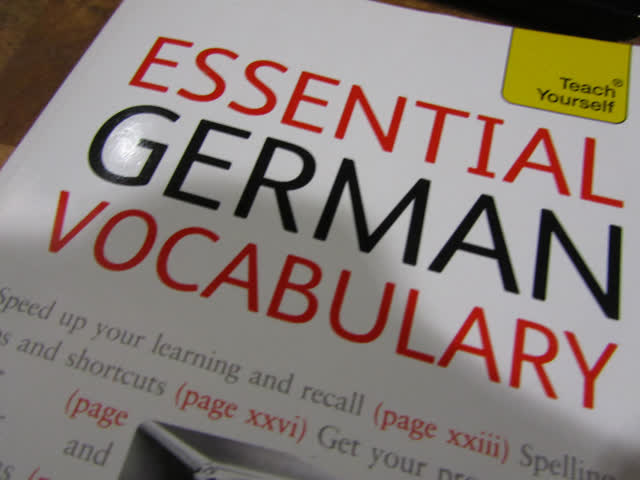 Teach
Yourself®
ESSENTIAL
GERMAN
VOCABULARY
Speed up your learning and recall (page xxiii) Spelling
and shortcuts (page xxvi) Get your
(page
and